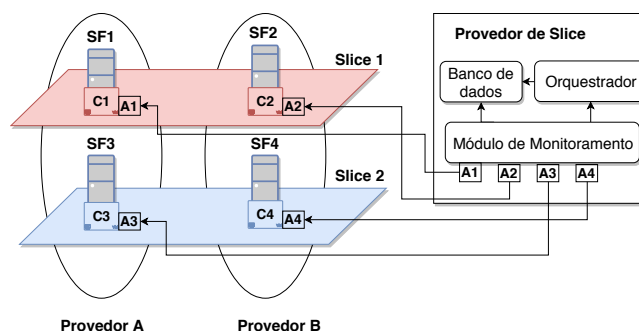 SF1
SF2
Slice 1
C1
A1
C2
A2
SF3
SF4
Slice 2
C3
A3
C4
A4
Provedor A
Provedor B
Provedor de Slice
Banco de
dados
Orquestrador
Módulo de Monitoramento
A1
A2
A3
A4